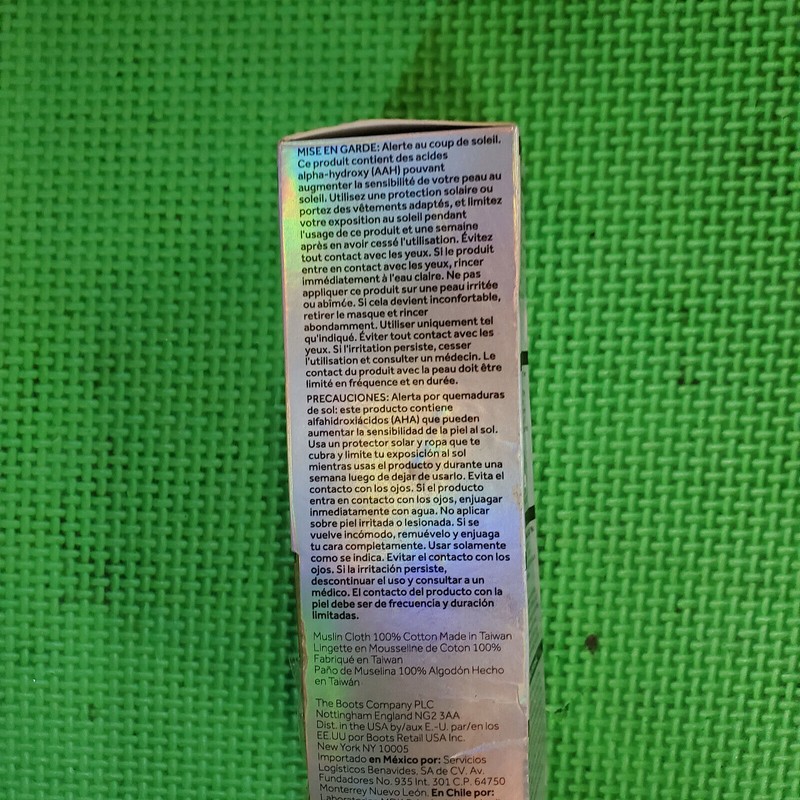 MISE EN GARDE: Alerte au coup de soleil.
Ce produit contient des acides
alpha-hydroxy (AAH) pouvant
augmenter la sensibilité de votre peau au
soleil. Utilisez une protection solaire ou
portez des vêtements adaptés, et limitez
votre exposition au soleil pendant
l'usage de ce produit et une semaine
après en avoir cessé l'utilisation. Évitez
tout contact avec les yeux. Si le produit
entre en contact avec les yeux, rincer
immédiatement à l'eau claire. Ne pas
appliquer ce produit sur une peau irritée
ou abîmée. Si cela devient inconfortable,
retirer le masque et rincer
abondamment. Utiliser uniquement tel
qu'indiqué. Éviter tout contact avec les
yeux. Si l'irritation persiste, cesser
l'utilisation et consulter un médecin. Le
contact du produit avec la peau doit être
limité en fréquence et en durée.
PRECAUCIONES: Alerta por quemaduras
de sol: este producto contiene
alfahidroxiácidos (AHA) que pueden
aumentar la sensibilidad de la piel al sol.
Usa un protector solar y ropa que te
cubra y limite tu exposición al sol
mientras usas el producto y durante una
semana luego de dejar de usarlo. Evita el
contacto con los ojos. Si el producto
entra en contacto con los ojos, enjuagar
inmediatamente con agua. No aplicar
sobre piel irritada o lesionada. Si se
vuelve incómodo, remuévelo y enjuaga
tu cara completamente. Usar solamente
como se indica. Evitar el contacto con los
ojos. Si la irritación persiste,
descontinuar el uso y consultar a un
médico. El contacto del producto con la
piel debe ser de frecuencia y duración
limitadas.
Muslin Cloth 100% Cotton Made in Taiwan
Lingette en Mousseline de Coton 100%
Fabriqué en Taiwan
Paño de Muselina 100% Algodón Hecho
en Taiwán
The Boots Company PLC
Nottingham England NG2 3AA
Dist. in the USA by/aux E.-U. par/en los
EE.UU por Boots Retail USA Inc.
New York NY 10005
Importado en México por: Servicios
Logísticos Benavides, SA de CV. Av.
Fundadores No. 935 Int. 301 C.P. 64750
Monterrey Nuevo León. En Chile por: